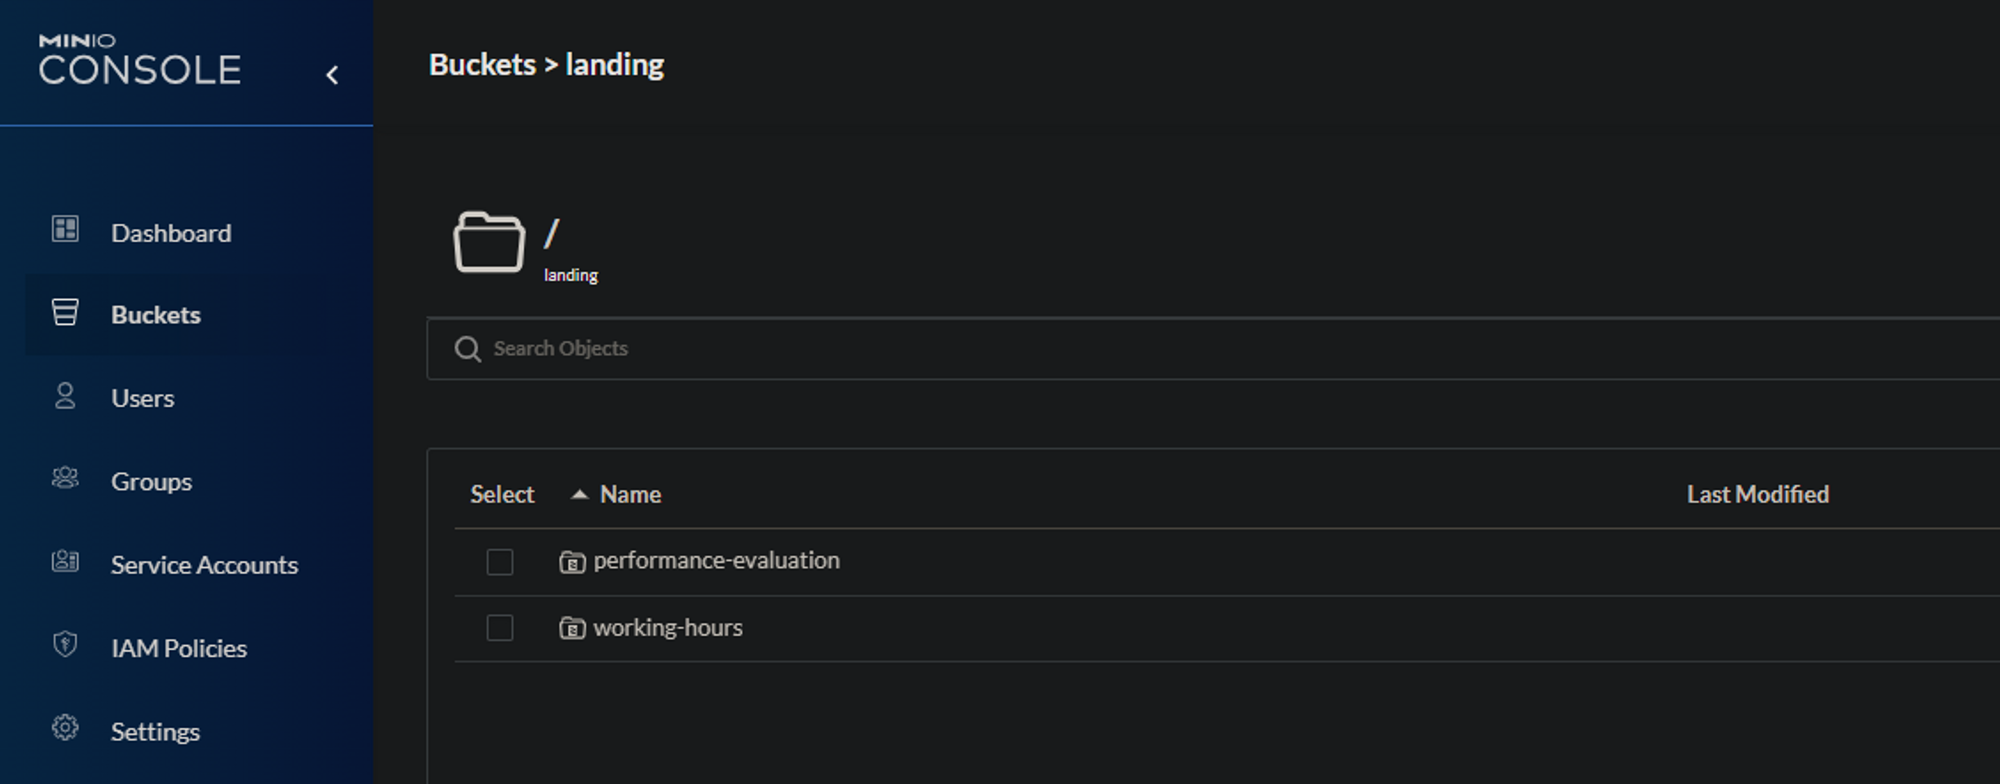 MINIO
CONSOLE
Dashboard
Buckets
Users
Groups
Service Accounts
IAM Policies
Settings
Buckets > landing
/
landing
Search Objects
Select Name Last Modified
performance-evaluation
working-hours